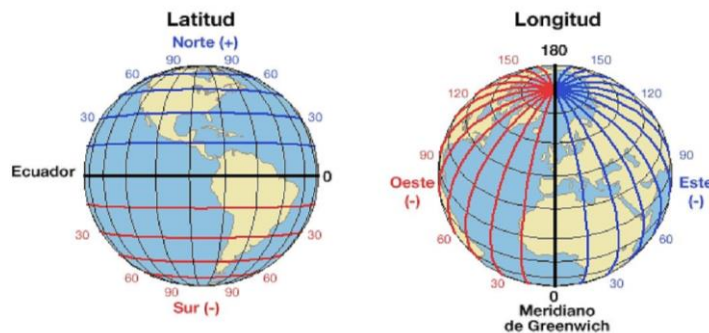 Latitud
Norte (+)
90 90
60 60
30 30
Ecuador
0
30 30
60 60
90 90
Sur (-)
Longitud
180
150 150
120 120
90 90
Oeste
(-)
Este
(-)
60 60
30 30
0
Meridiano
de Greenwich